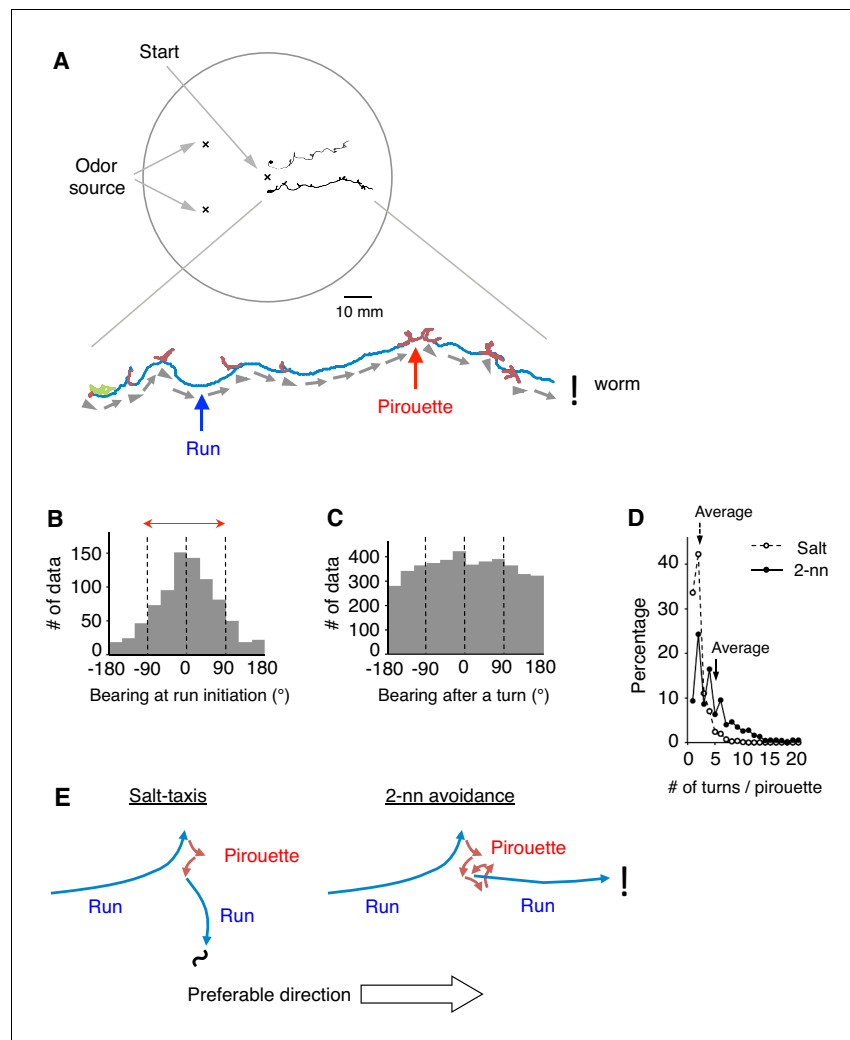 A
Start
Odor
source
10 mm
worm
Pirouette
Run
B
# of data
150
100
50
0
-180 -90 0 90 180
Bearing at run initiation (°)
C
# of data
400
300
200
100
0
-180 -90 0 90 180
Bearing after a turn (°)
D
Average
Salt
2-nn
Average
Percentage
40
30
20
10
0
0 5 10 15 20
# of turns / pirouette
E
Salt-taxis
Pirouette
Run
Run
2-nn avoidance
Pirouette
Run
Run
!
Preferable direction